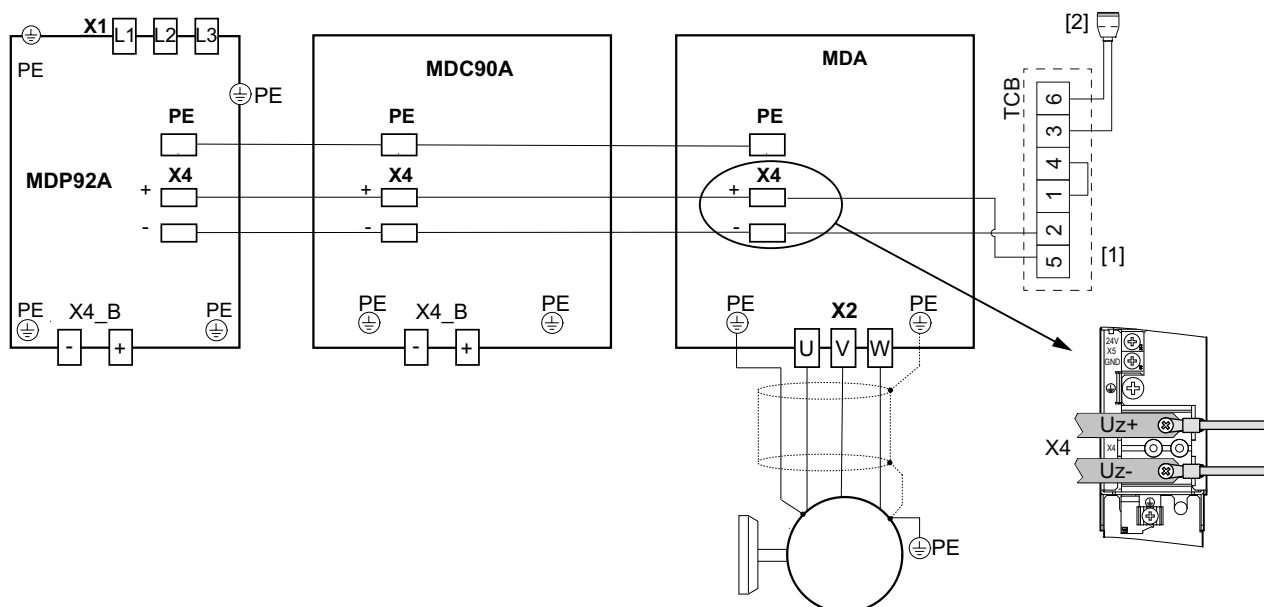 X1 L1 L2 L3
PE
PE
MDP92A
PE
X4
+
-
PE
X4_B
PE
- +
MDC90A
PE
X4
+
-
PE
X4_B
PE
- +
MDA
PE
X4
+
-
PE
X2
PE
U V W
PE
TCB
6
3
4
1
2
5
[2]
[1]
24V
X5
GND
X4
Uz+
X4
Uz-